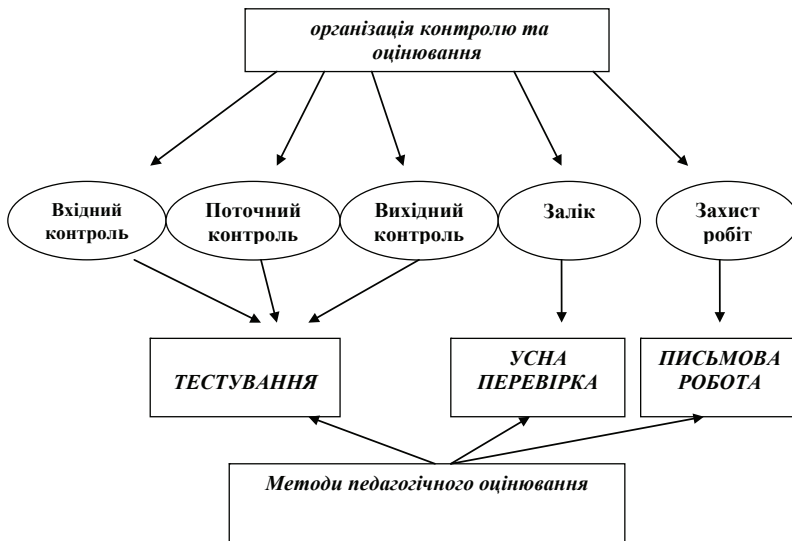 організація контролю та
оцінювання
Вхідний
контроль
Поточний
контроль
Вихідний
контроль
Залік
Захист
робіт
ТЕСТУВАННЯ
УСНА
ПЕРЕВІРКА
ПИСЬМОВА
РОБОТА
Методи педагогічного оцінювання